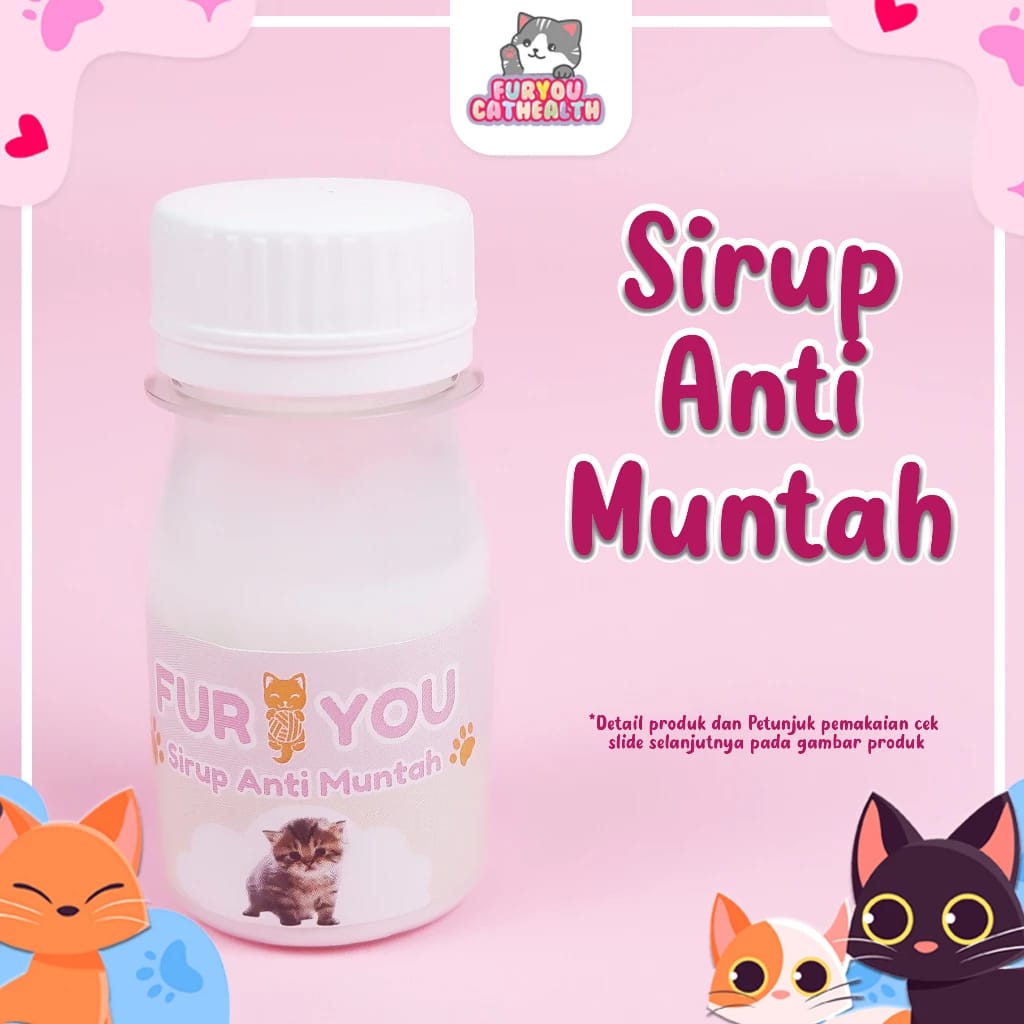 FURYOU
CATHEALTH
Sirup
Anti
Muntah
FUR YOU
Sirup Anti Muntah
*Detail produk dan Petunjuk pemakaian cek
slide selanjutnya pada gambar produk